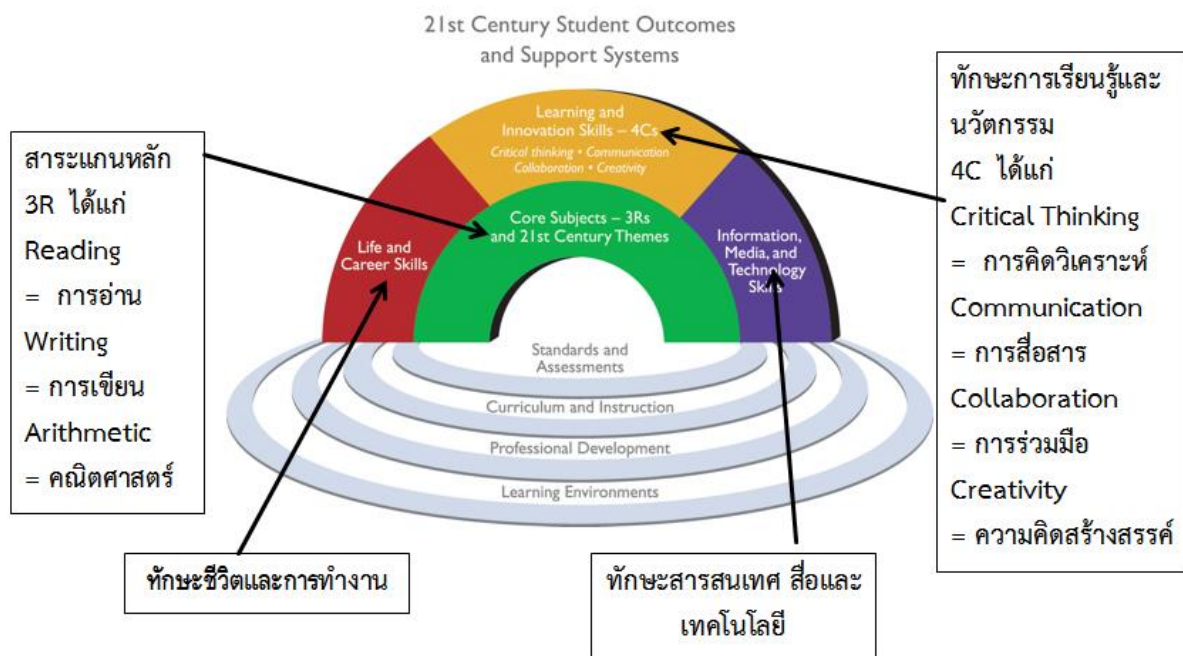 21st Century Student Outcomes
and Support Systems
สาระแกนหลัก
3R ได้แก่
Reading
= การอ่าน
Writing
= การเขียน
Arithmetic
= คณิตศาสตร์
Learning and
Innovation Skills – 4Cs
Critical thinking • Communication
Collaboration • Creativity
Core Subjects – 3Rs
and 21st Century Themes
Life and
Career Skills
Information,
Media, and
Technology
Skills
ทักษะการเรียนรู้และ
นวัตกรรม
4C ได้แก่
Critical Thinking
= การคิดวิเคราะห์
Communication
= การสื่อสาร
Collaboration
= การร่วมมือ
Creativity
= ความคิดสร้างสรรค์
Standards and
Assessments
Curriculum and Instruction
Professional Development
Learning Environments
ทักษะชีวิตและการทำงาน
ทักษะสารสนเทศ สื่อและ
เทคโนโลยี